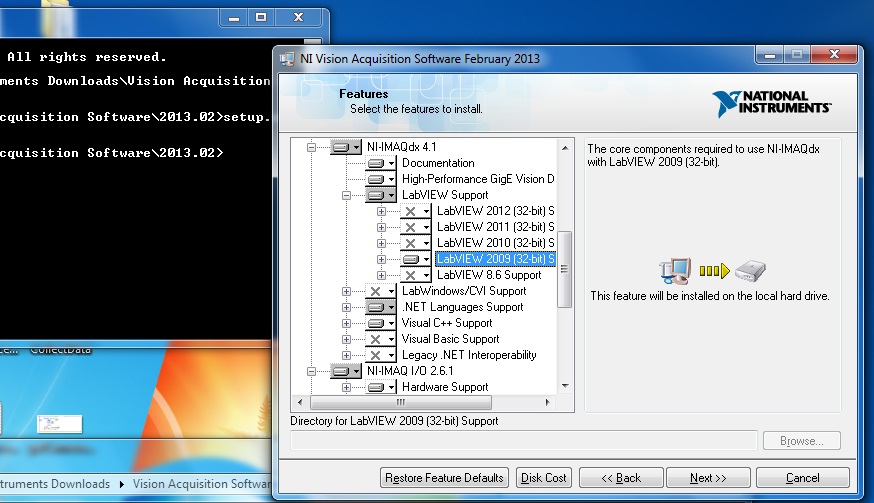 All rights reserved.
ments Downloads\Vision Acquisition
cquisition Software\2013.02>setup.
cquisition Software\2013.02>
NI Vision Acquisition Software February 2013
Features
Select the features to install.
NATIONAL
INSTRUMENTS™
NI-IMAQdx 4.1
Documentation
High-Performance GigE Vision D
LabVIEW Support
LabVIEW 2012 (32-bit) S
LabVIEW 2011 (32-bit) S
LabVIEW 2010 (32-bit) S
LabVIEW 2009 (32-bit) S
LabVIEW 8.6 Support
LabWindows/CVI Support
.NET Languages Support
Visual C++ Support
Visual Basic Support
Legacy .NET Interoperability
NI-IMAQ I/O 2.6.1
Hardware Support
The core components required to use NI-IMAQdx
with LabVIEW 2009 (32-bit).
This feature will be installed on the local hard drive.
Directory for LabVIEW 2009 (32-bit) Support
Browse...
Restore Feature Defaults
Disk Cost
<< Back
Next >>
Cancel
CollectData
struments Downloads
Vision Acquisition Softwar